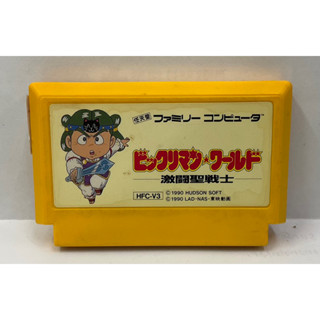 任天堂 ファミリー コンピュータ™
ビックリマン★ワールド
激闘聖戦士
HFC-V3
©1990 HUDSON SOFT
©1990 LAD・NAS・東映動画